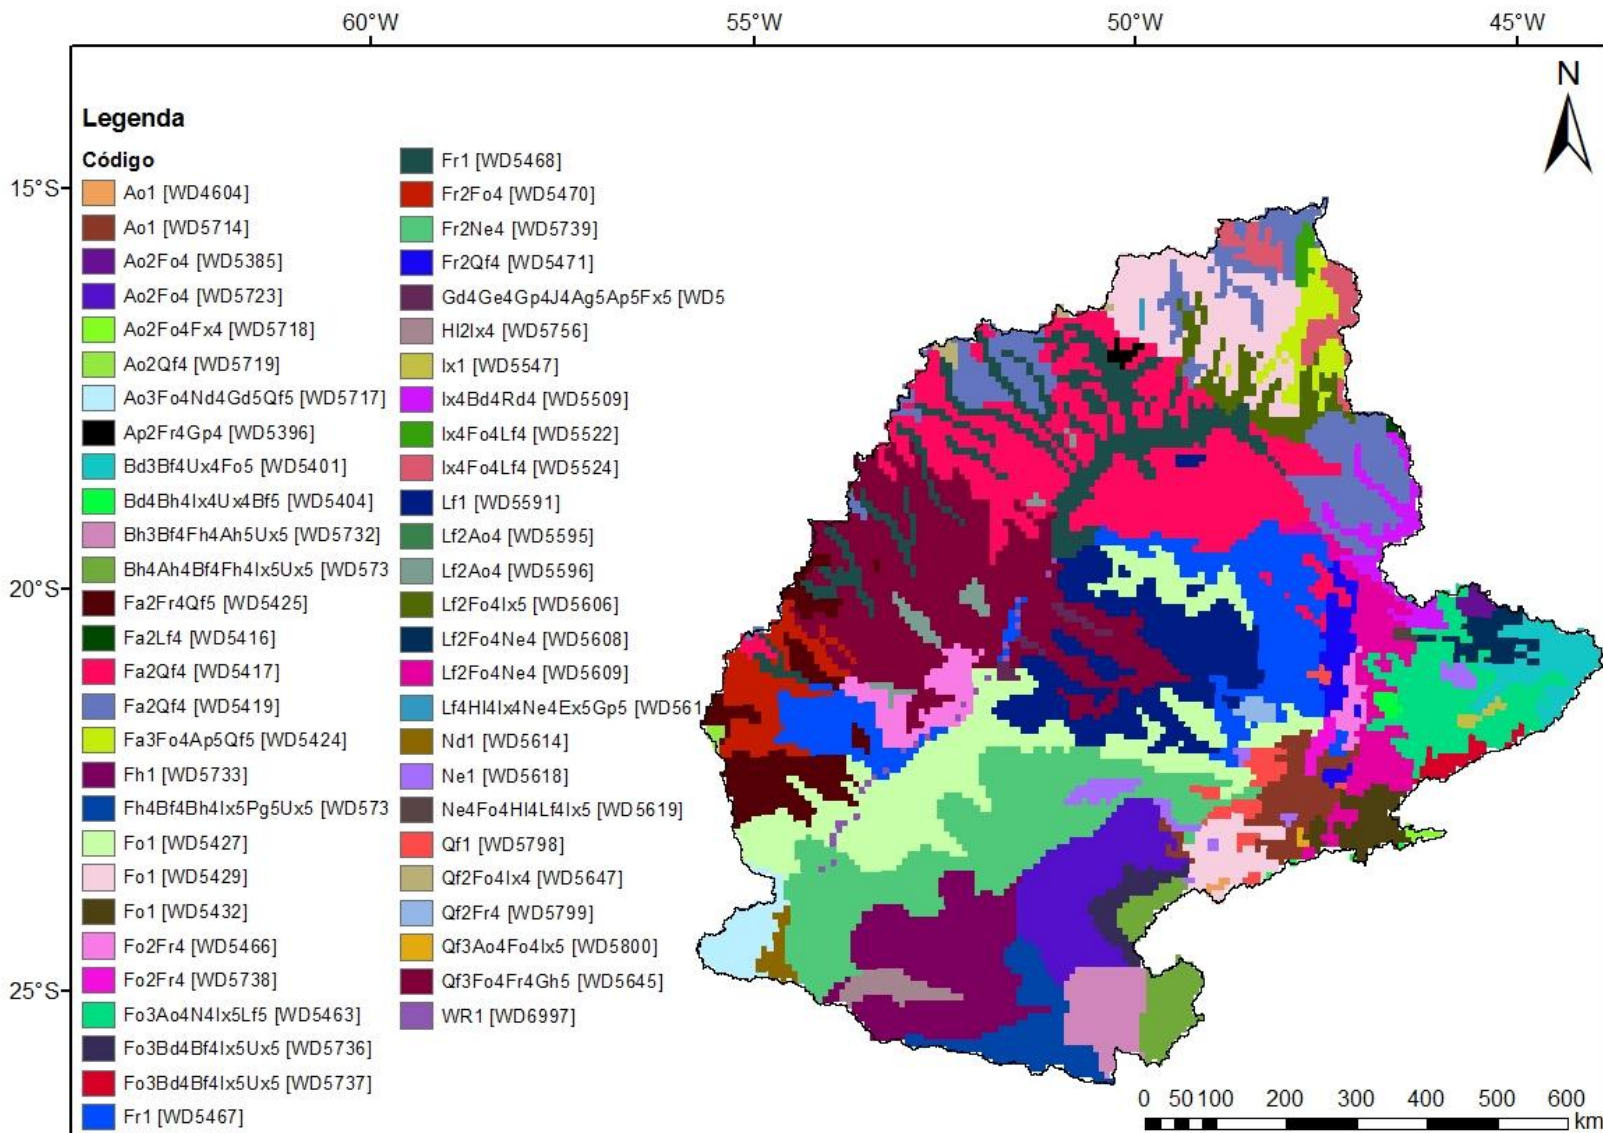 60°W
55°W
50°W
45°W
N
15°S
20°S
25°S
Legenda
Código
Ao1 [WD4604]
Ao1 [WD5714]
Ao2Fo4 [WD5385]
Ao2Fo4 [WD5723]
Ao2Fo4Fx4 [WD5718]
Ao2Qf4 [WD5719]
Ao3Fo4Nd4Gd5Qf5 [WD5717]
Ap2Fr4Gp4 [WD5396]
Bd3Bf4Ux4Fo5 [WD5401]
Bd4Bh4Ix4Ux4Bf5 [WD5404]
Bh3Bf4Fh4Ah5Ux5 [WD5732]
Bh4Ah4Bf4Fh4Ix5Ux5 [WD573
Fa2Fr4Qf5 [WD5425]
Fa2Lf4 [WD5416]
Fa2Qf4 [WD5417]
Fa2Qf4 [WD5419]
Fa3Fo4Ap5Qf5 [WD5424]
Fh1 [WD5733]
Fh4Bf4Bh4Ix5Pg5Ux5 [WD573
Fo1 [WD5427]
Fo1 [WD5429]
Fo1 [WD5432]
Fo2Fr4 [WD5466]
Fo2Fr4 [WD5738]
Fo3Ao4N4Ix5Lf5 [WD5463]
Fo3Bd4Bf4Ix5Ux5 [WD5736]
Fo3Bd4Bf4Ix5Ux5 [WD5737]
Fr1 [WD5467]
Fr1 [WD5468]
Fr2Fo4 [WD5470]
Fr2Ne4 [WD5739]
Fr2Qf4 [WD5471]
Gd4Ge4Gp4J4Ag5Ap5Fx5 [WD5
Hl2Ix4 [WD5756]
Ix1 [WD5547]
Ix4Bd4Rd4 [WD5509]
Ix4Fo4Lf4 [WD5522]
Ix4Fo4Lf4 [WD5524]
Lf1 [WD5591]
Lf2Ao4 [WD5595]
Lf2Ao4 [WD5596]
Lf2Fo4Ix5 [WD5606]
Lf2Fo4Ne4 [WD5608]
Lf2Fo4Ne4 [WD5609]
Lf4Hl4Ix4Ne4Ex5Gp5 [WD561
Nd1 [WD5614]
Ne1 [WD5618]
Ne4Fo4Hl4Lf4Ix5 [WD5619]
Qf1 [WD5798]
Qf2Fo4Ix4 [WD5647]
Qf2Fr4 [WD5799]
Qf3Ao4Fo4Ix5 [WD5800]
Qf3Fo4Fr4Gh5 [WD5645]
WR1 [WD6997]
0 50 100 200 300 400 500 600
km